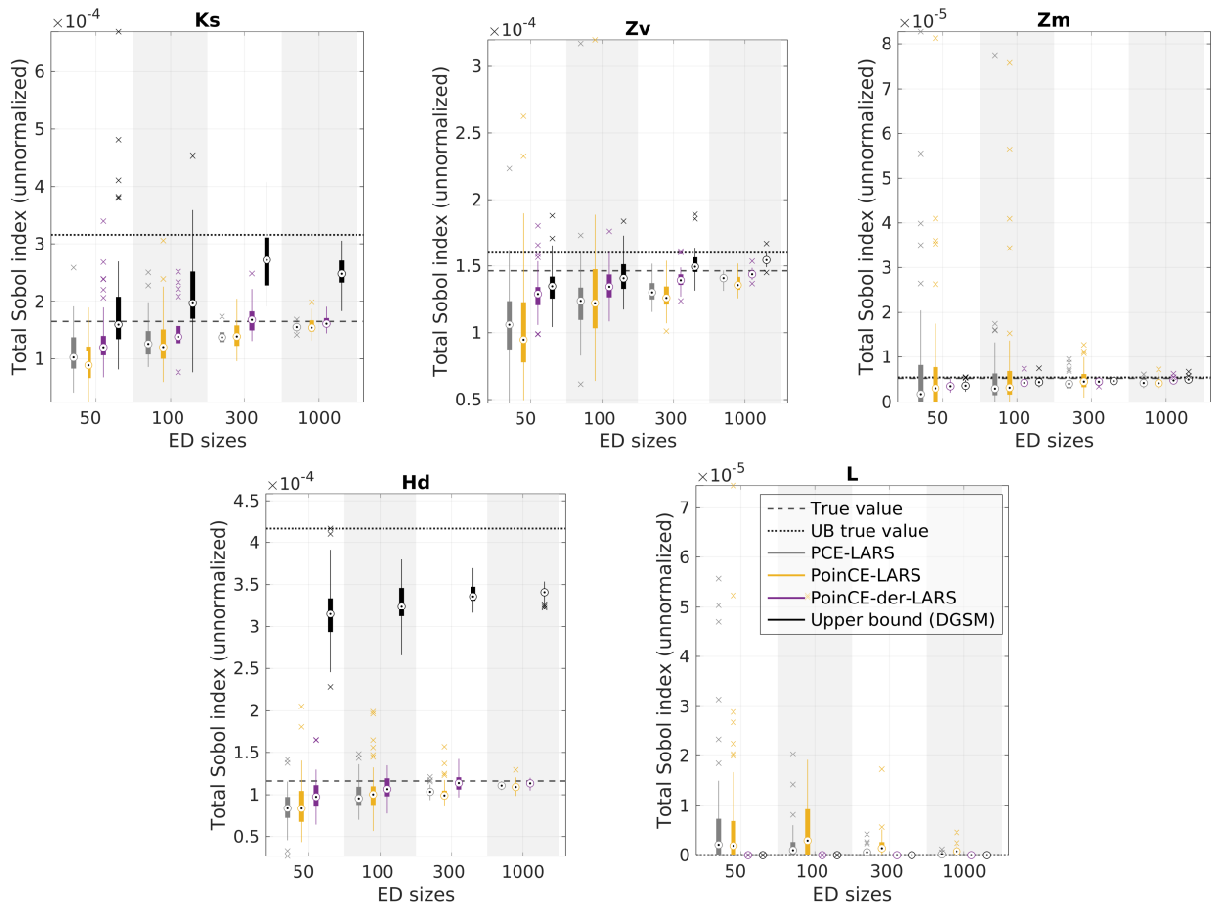 Ks
×10⁻⁴
Total Sobol index (unnormalized)
6
5
4
3
2
1
50 100 300 1000
ED sizes
Zv
×10⁻⁴
Total Sobol index (unnormalized)
3
2.5
2
1.5
1
0.5
50 100 300 1000
ED sizes
Zm
×10⁻⁵
Total Sobol index (unnormalized)
8
7
6
5
4
3
2
1
0
50 100 300 1000
ED sizes
Hd
×10⁻⁴
Total Sobol index (unnormalized)
4.5
4
3.5
3
2.5
2
1.5
1
0.5
50 100 300 1000
ED sizes
L
×10⁻⁵
Total Sobol index (unnormalized)
7
6
5
4
3
2
1
0
50 100 300 1000
ED sizes
True value
UB true value
PCE-LARS
PoinCE-LARS
PoinCE-der-LARS
Upper bound (DGSM)